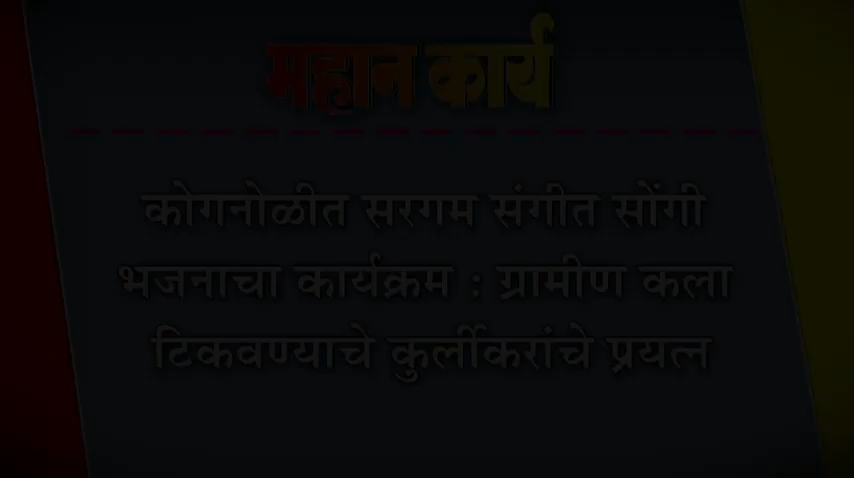 महान कार्य
कोगनोळीत सरगम संगीत सोंगी
भजनाचा कार्यक्रम : ग्रामीण कला
टिकवण्याचे कुर्लीकरांचे प्रयत्न